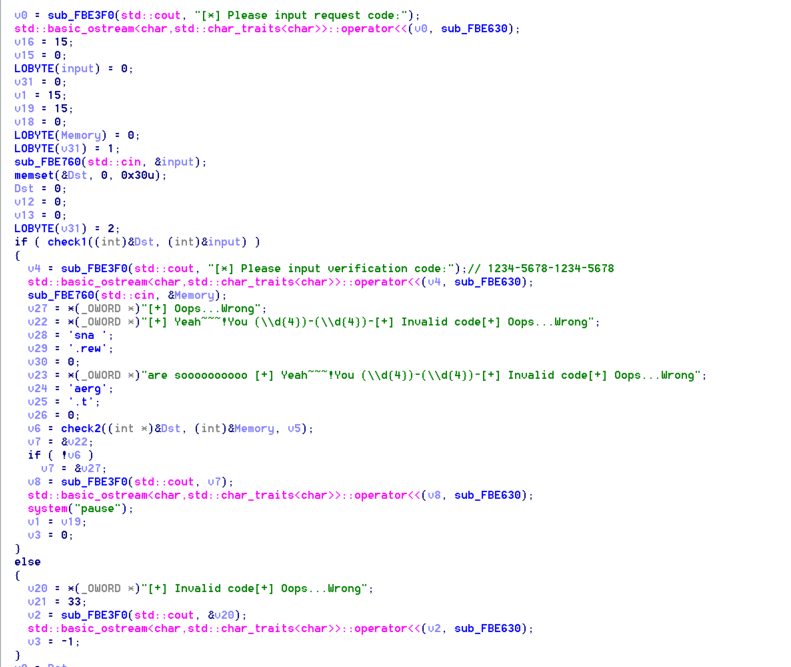 v0 = sub_FBE3F0(std::cout, "[*] Please input request code:");
std::basic_ostream<char,std::char_traits<char>>::operator<<(v0, sub_FBE630);
v16 = 15;
v15 = 0;
LOBYTE(input) = 0;
v31 = 0;
v1 = 15;
v19 = 15;
v18 = 0;
LOBYTE(Memory) = 0;
LOBYTE(v31) = 1;
sub_FBE760(std::cin, &input);
memset(&Dst, 0, 0x30u);
Dst = 0;
v12 = 0;
v13 = 0;
LOBYTE(v31) = 2;
if ( check1((int)&Dst, (int)&input) )
{
v4 = sub_FBE3F0(std::cout, "[*] Please input verification code:");// 1234-5678-1234-5678
std::basic_ostream<char,std::char_traits<char>>::operator<<(v4, sub_FBE630);
sub_FBE760(std::cin, &Memory);
v27 = *(_OWORD *)"[+] Oops...Wrong";
v22 = *(_OWORD *)"[+] Yeah~~~!You (\\d{4})-(\\d{4})-[+] Invalid code[+] Oops...Wrong";
v28 = 'sna ';
v29 = '.rew';
v30 = 0;
v23 = *(_OWORD *)"are soooooooooo [+] Yeah~~~!You (\\d{4})-(\\d{4})-[+] Invalid code[+] Oops...Wrong";
v24 = 'aerg';
v25 = '.t';
v26 = 0;
v6 = check2((int *)&Dst, (int)&Memory, v5);
v7 = &v22;
if ( !v6 )
v7 = &v27;
v8 = sub_FBE3F0(std::cout, v7);
std::basic_ostream<char,std::char_traits<char>>::operator<<(v8, sub_FBE630);
system("pause");
v1 = v19;
v3 = 0;
}
else
{
v20 = *(_OWORD *)"[+] Invalid code[+] Oops...Wrong";
v21 = 33;
v2 = sub_FBE3F0(std::cout, &v20);
std::basic_ostream<char,std::char_traits<char>>::operator<<(v2, sub_FBE630);
v3 = -1;
}